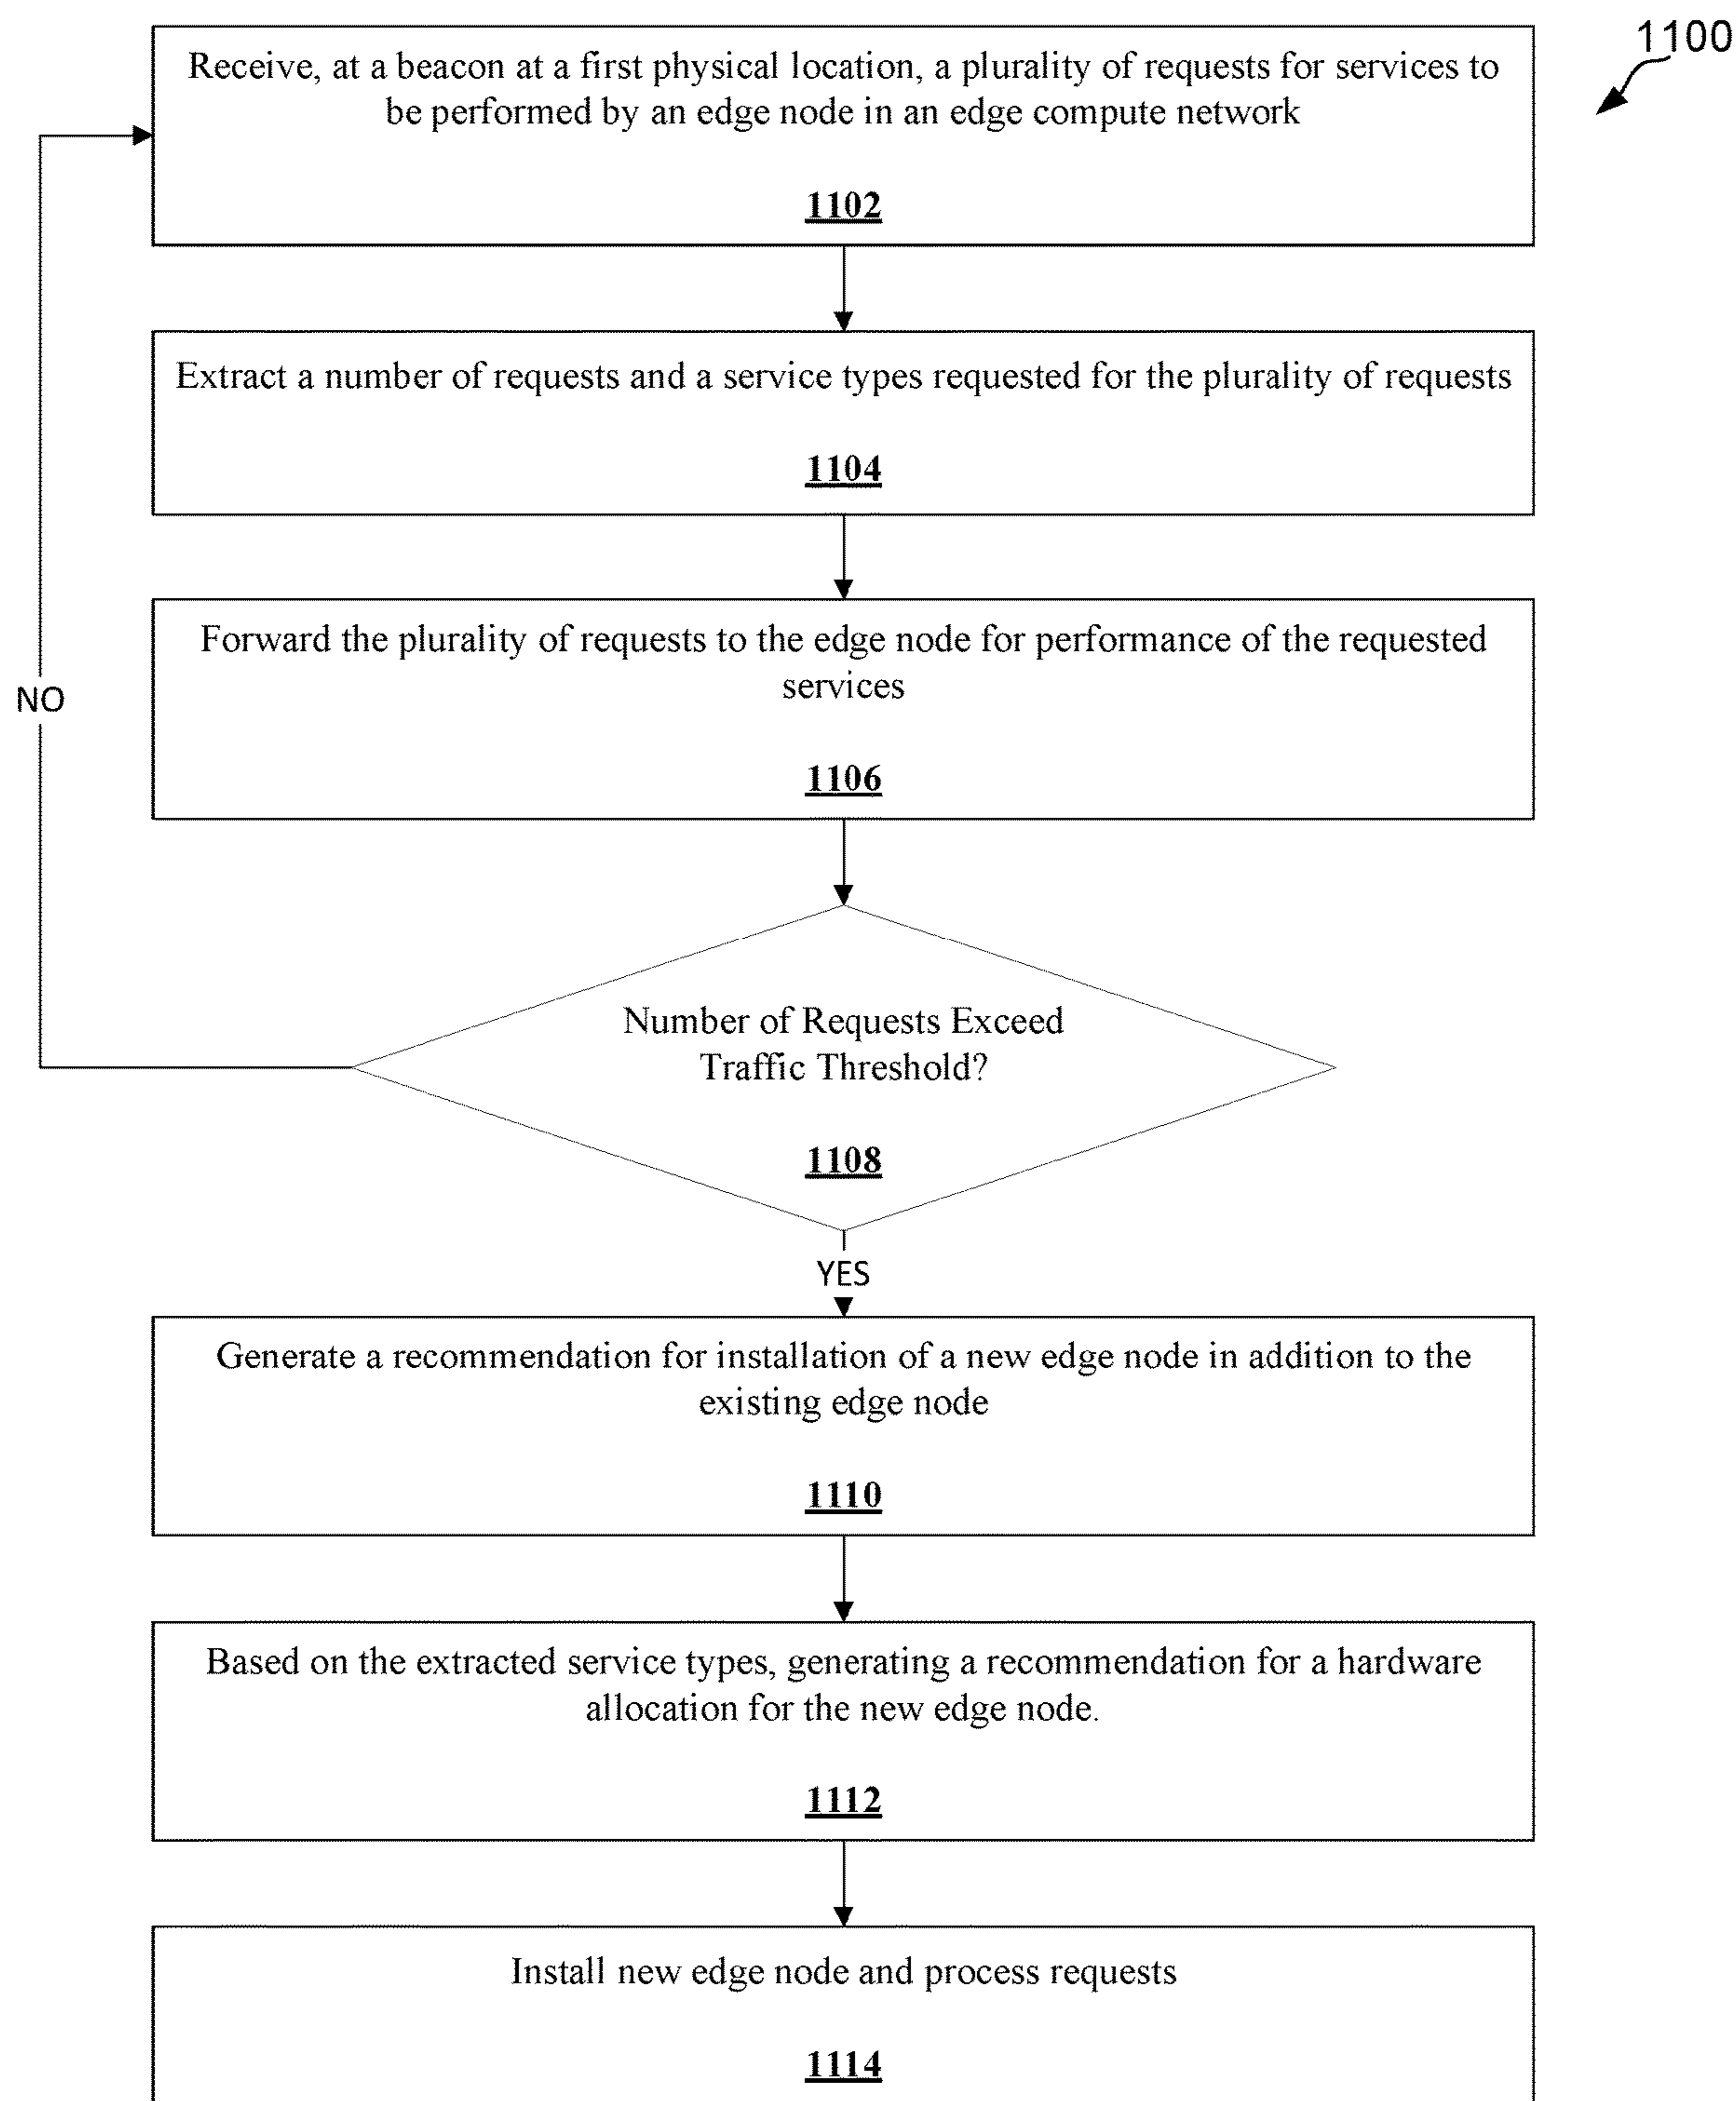 1100
Receive, at a beacon at a first physical location, a plurality of requests for services to
be performed by an edge node in an edge compute network
1102
Extract a number of requests and a service types requested for the plurality of requests
1104
Forward the plurality of requests to the edge node for performance of the requested
services
1106
NO
Number of Requests Exceed
Traffic Threshold?
1108
YES
Generate a recommendation for installation of a new edge node in addition to the
existing edge node
1110
Based on the extracted service types, generating a recommendation for a hardware
allocation for the new edge node.
1112
Install new edge node and process requests
1114